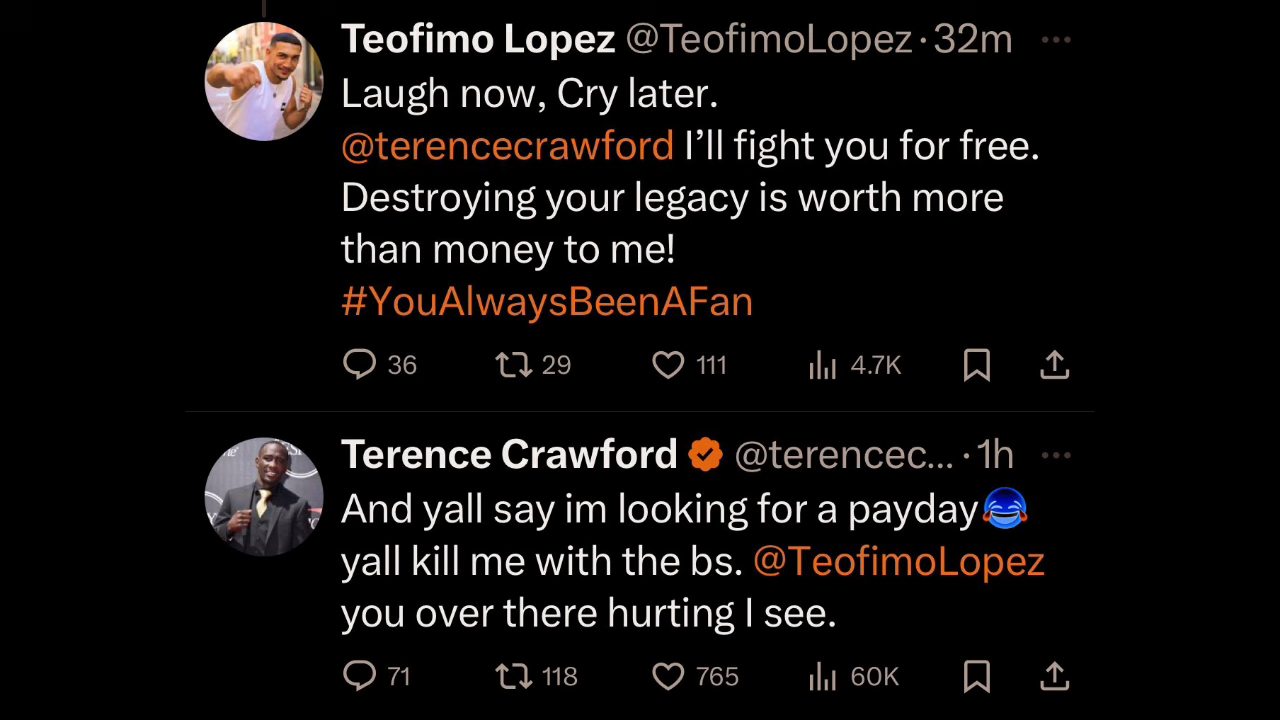 Teofimo Lopez @TeofimoLopez · 32m ...
Laugh now, Cry later.
@terencecrawford I’ll fight you for free.
Destroying your legacy is worth more
than money to me!
#YouAlwaysBeenAFan
36 29 111 4.7K
Terence Crawford @terencec... · 1h ...
And yall say im looking for a payday😂
yall kill me with the bs. @TeofimoLopez
you over there hurting I see.
71 118 765 60K